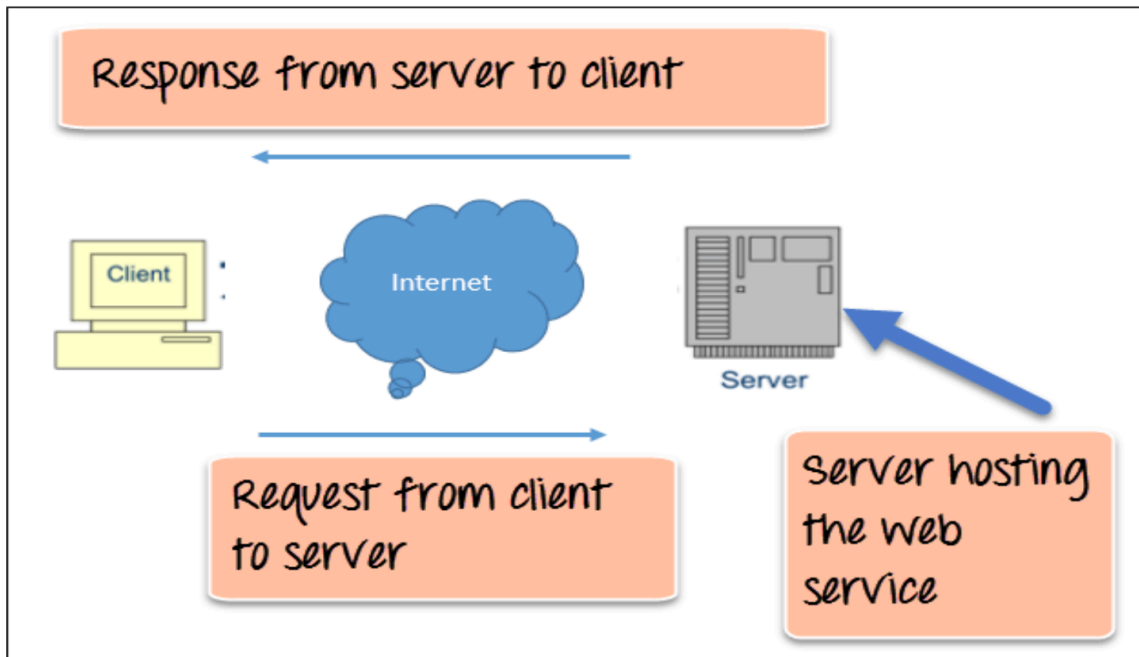 Response from server to client
Client
Internet
Server
Request from client
to server
Server hosting
the web
service